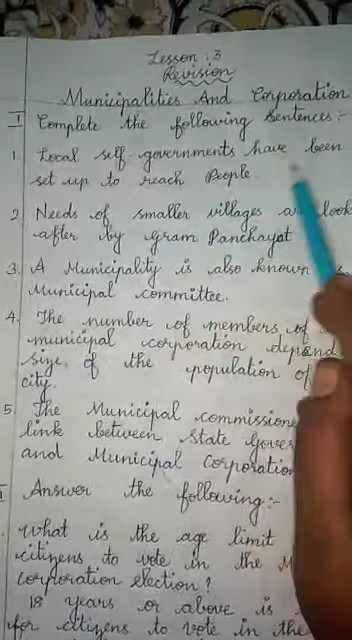 Lesson : 3
Revision
Municipalities And Corporation
I Complete the following Sentences:-
1 Local self-governments have been
set up to reach People.
2 Needs of smaller villages are look
after by gram Panchayat
3. A Municipality is also known
Municipal committee.
4. The number of members of
municipal corporation depend
size of the population of
city.
5. The Municipal commissione
link between State Gover
and Municipal Corporation
Answer the following:-
What is the age limit
citizens to vote in the M
corporation election?
18 years or above is
for citizens to vote in the